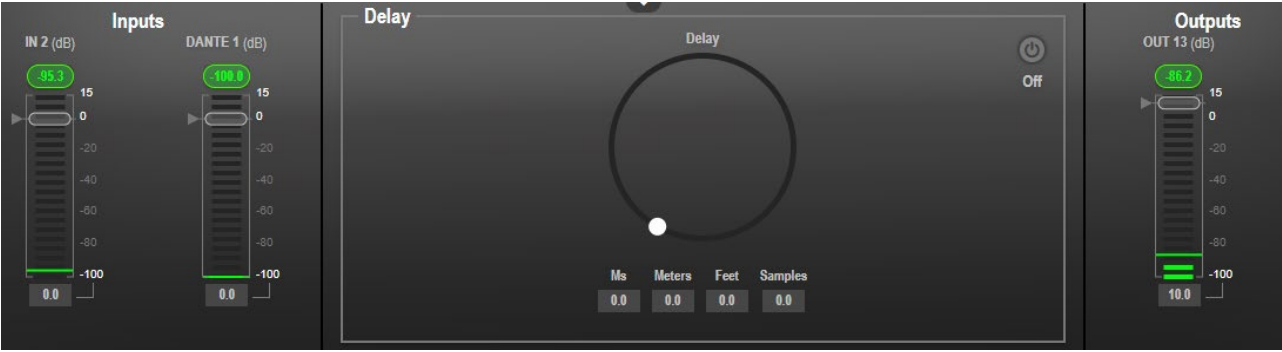 Inputs
IN 2 (dB)
DANTE 1 (dB)
-95.3
-100.0
15
0
-20
-40
-60
-80
-100
15
0
-20
-40
-60
-80
-100
0.0
0.0
Delay
Delay
Off
Ms Meters Feet Samples
0.0 0.0 0.0 0.0
Outputs
OUT 13 (dB)
-86.2
15
0
-20
-40
-60
-80
-100
10.0